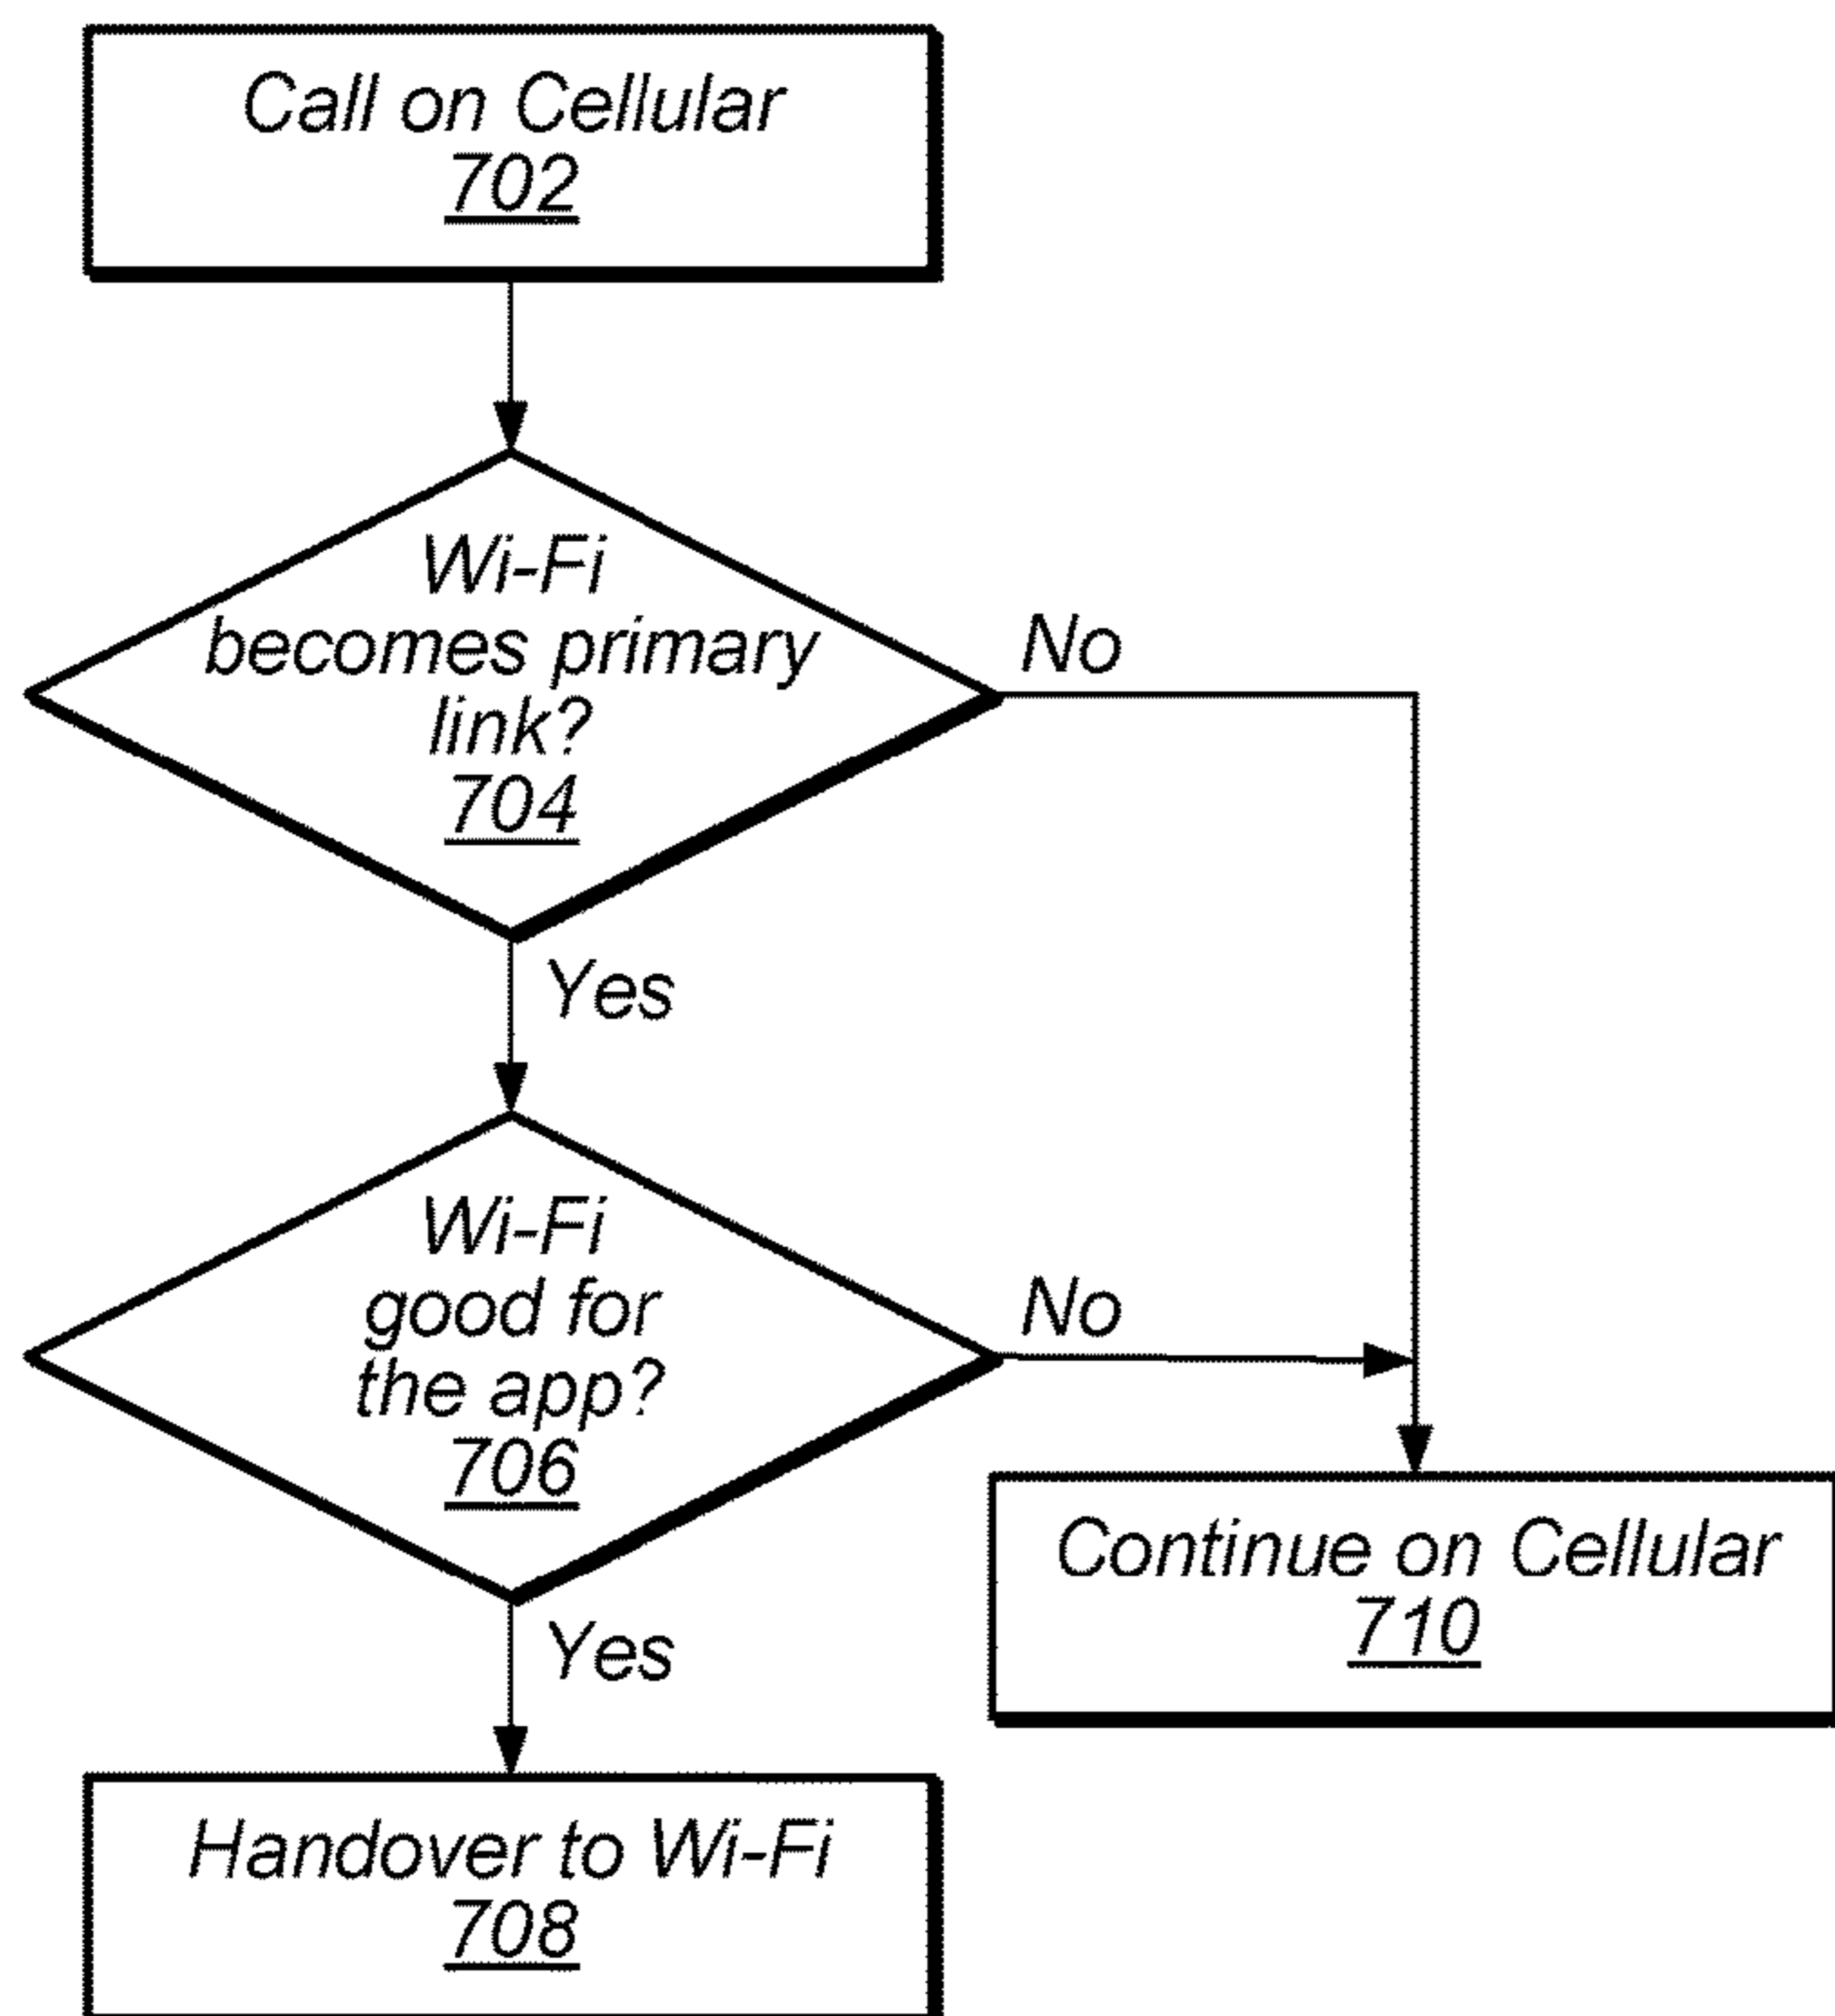 Call on Cellular
702
Wi-Fi
becomes primary
link?
704
No
Yes
Wi-Fi
good for
the app?
706
No
Yes
Continue on Cellular
710
Handover to Wi-Fi
708